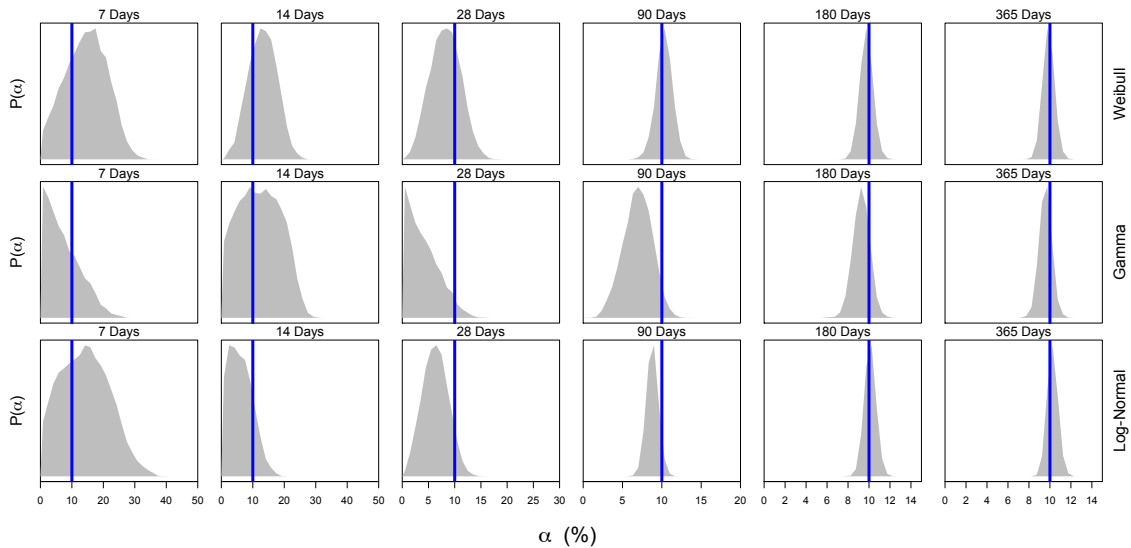 7 Days 14 Days 28 Days 90 Days 180 Days 365 Days
P(α) Weibull
7 Days 14 Days 28 Days 90 Days 180 Days 365 Days
P(α) Gamma
7 Days 14 Days 28 Days 90 Days 180 Days 365 Days
P(α) Log-Normal
0 10 20 30 40 50 0 10 20 30 40 50 0 5 10 15 20 25 30 0 5 10 15 20 0 2 4 6 8 10 12 14 0 2 4 6 8 10 12 14
α (%)